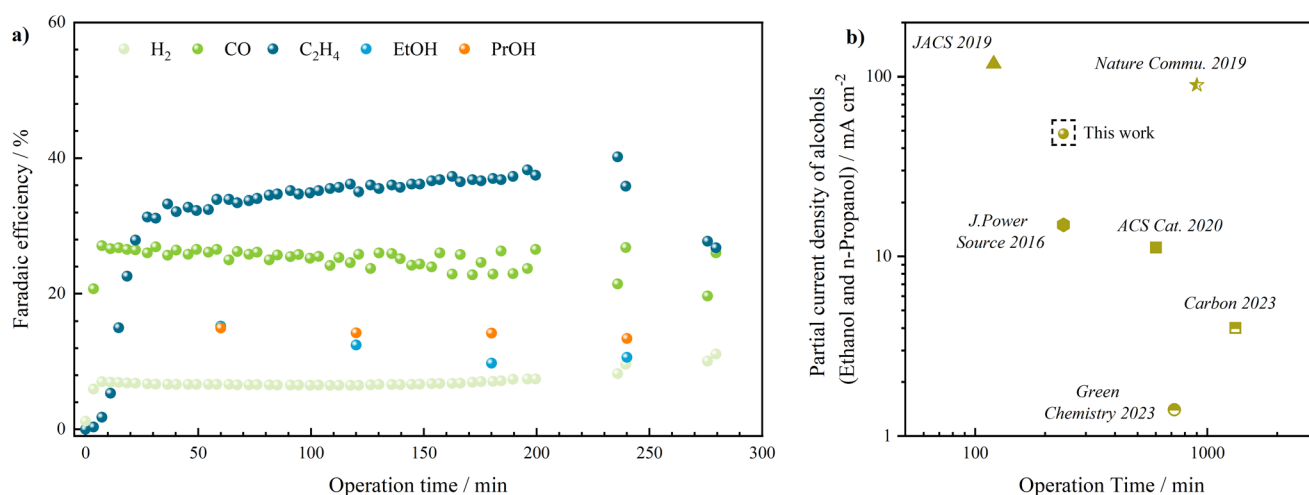 a)
60
40
20
0
Faradaic efficiency / %
H₂ CO C₂H₄ EtOH PrOH
0 50 100 150 200 250 300
Operation time / min
b)
100
10
1
Partial current density of alcohols
(Ethanol and n-Propanol) / mA cm⁻²
JACS 2019
Nature Commu. 2019
This work
J.Power
Source 2016
ACS Cat. 2020
Carbon 2023
Green
Chemistry 2023
100 1000
Operation Time / min